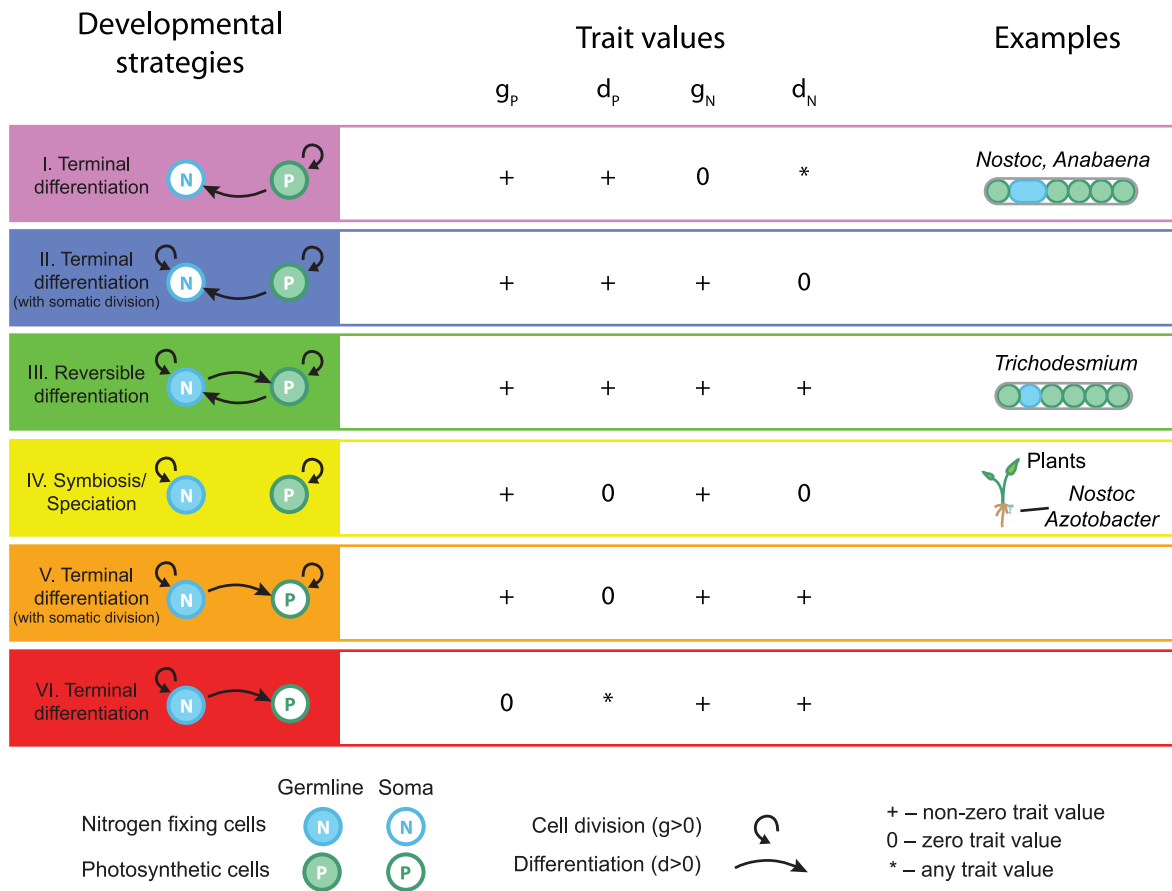 Developmental
strategies
Trait values
Examples
gP dP gN dN
I. Terminal
differentiation
N P
+ + 0 *
Nostoc, Anabaena
II. Terminal
differentiation
(with somatic division)
N P
+ + + 0
III. Reversible
differentiation
N P
+ + + +
Trichodesmium
IV. Symbiosis/
Speciation
N P
+ 0 + 0
Plants
Nostoc
Azotobacter
V. Terminal
differentiation
(with somatic division)
N P
+ 0 + +
VI. Terminal
differentiation
N P
0 * + +
Germline Soma
Nitrogen fixing cells N N
Photosynthetic cells P P
Cell division (g>0)
Differentiation (d>0)
+ – non-zero trait value
0 – zero trait value
* – any trait value